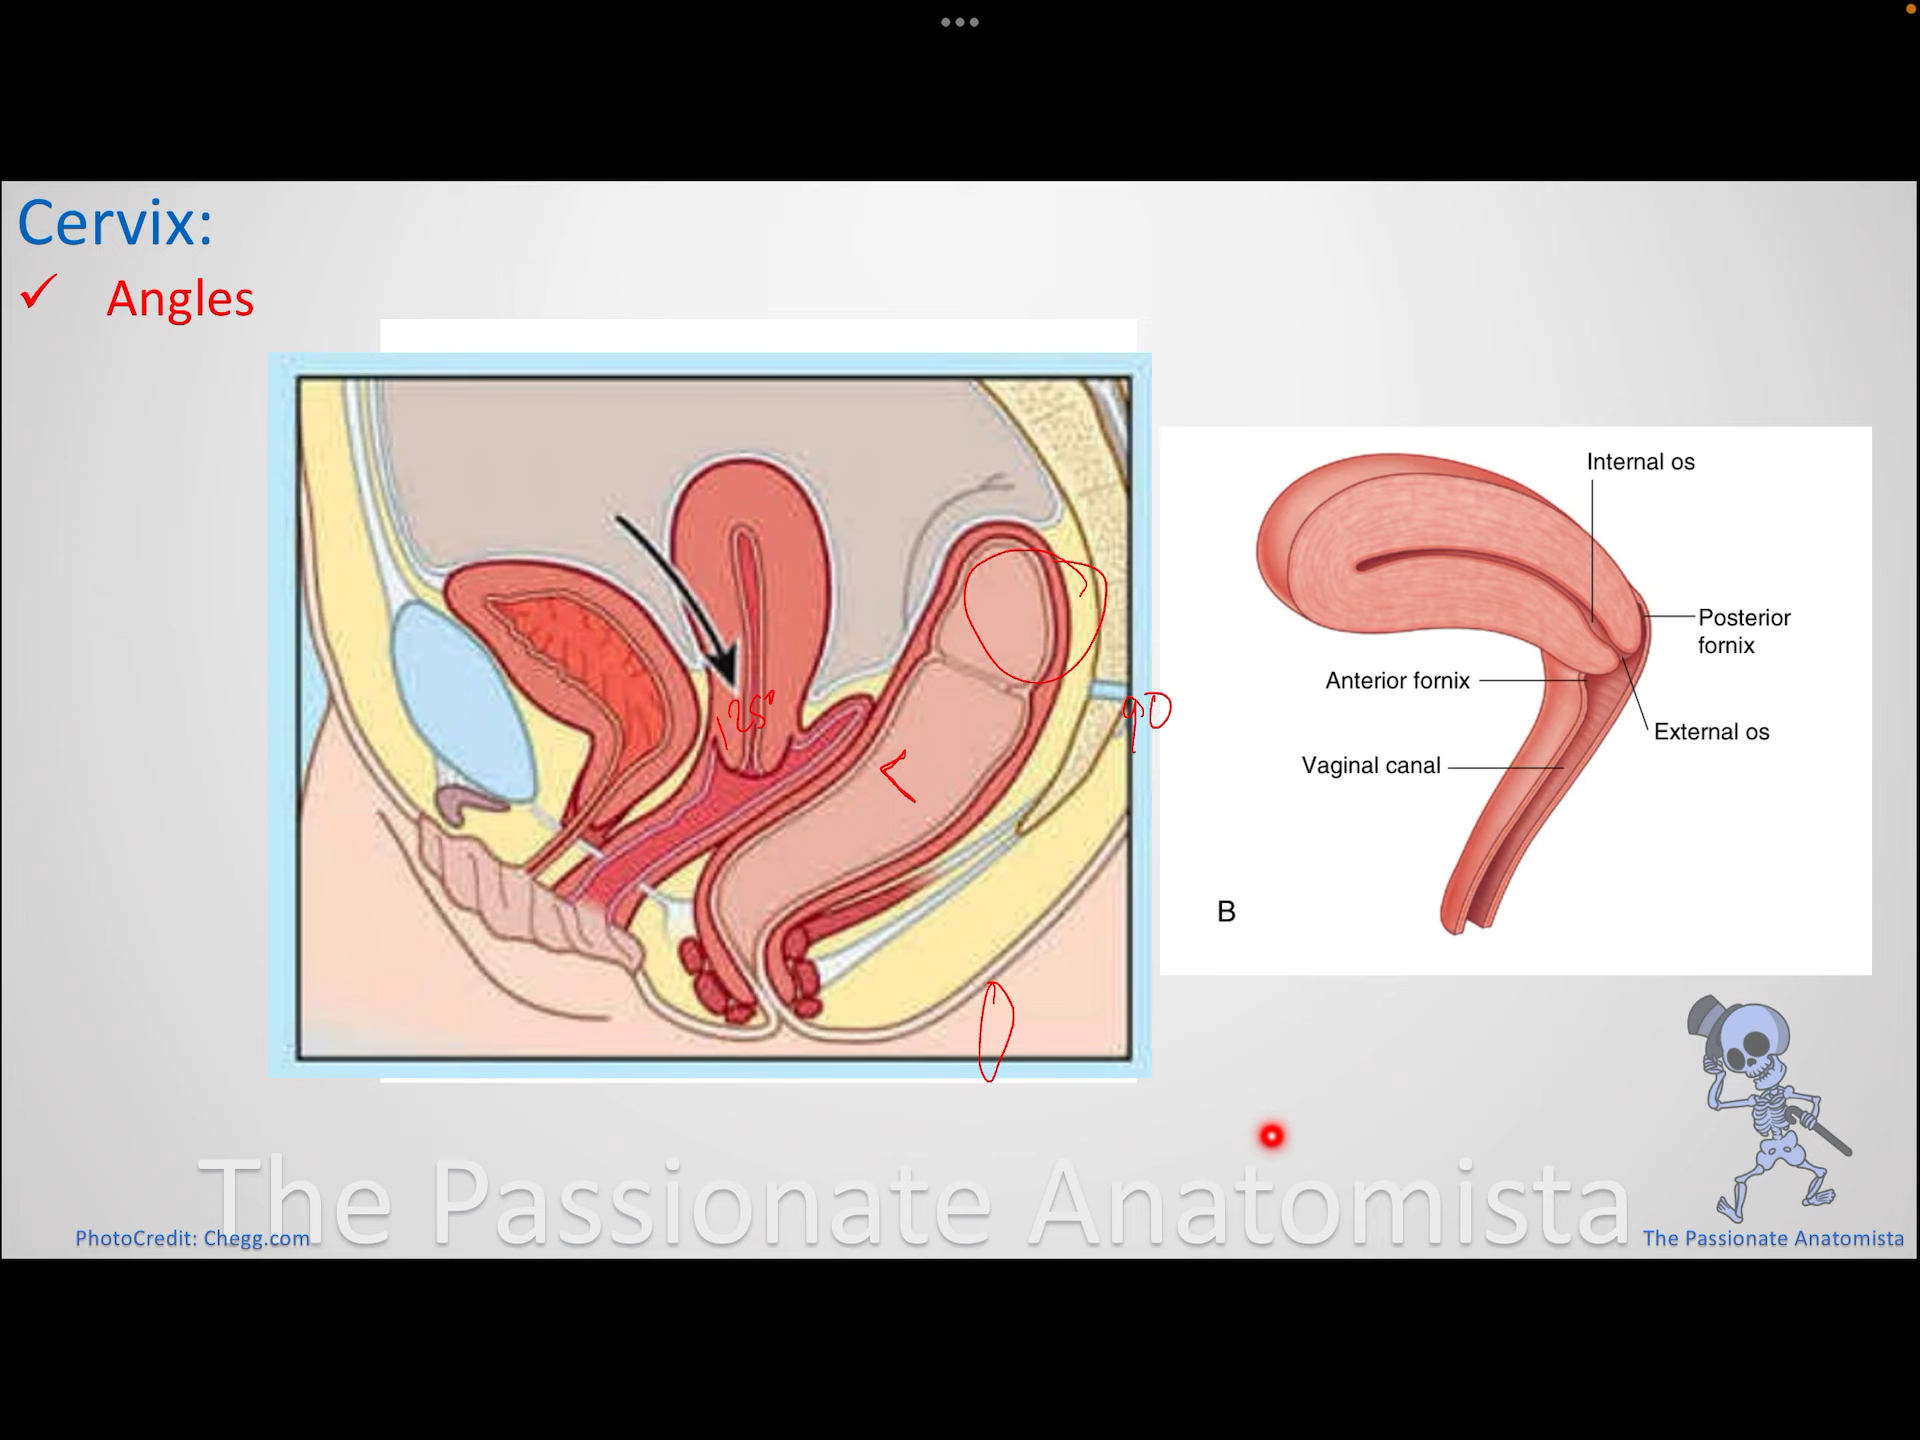 Cervix:
✓ Angles
Internal os
Posterior
fornix
Anterior fornix
External os
Vaginal canal
B
125°
90
The Passionate Anatomista
PhotoCredit: Chegg.com
The Passionate Anatomista